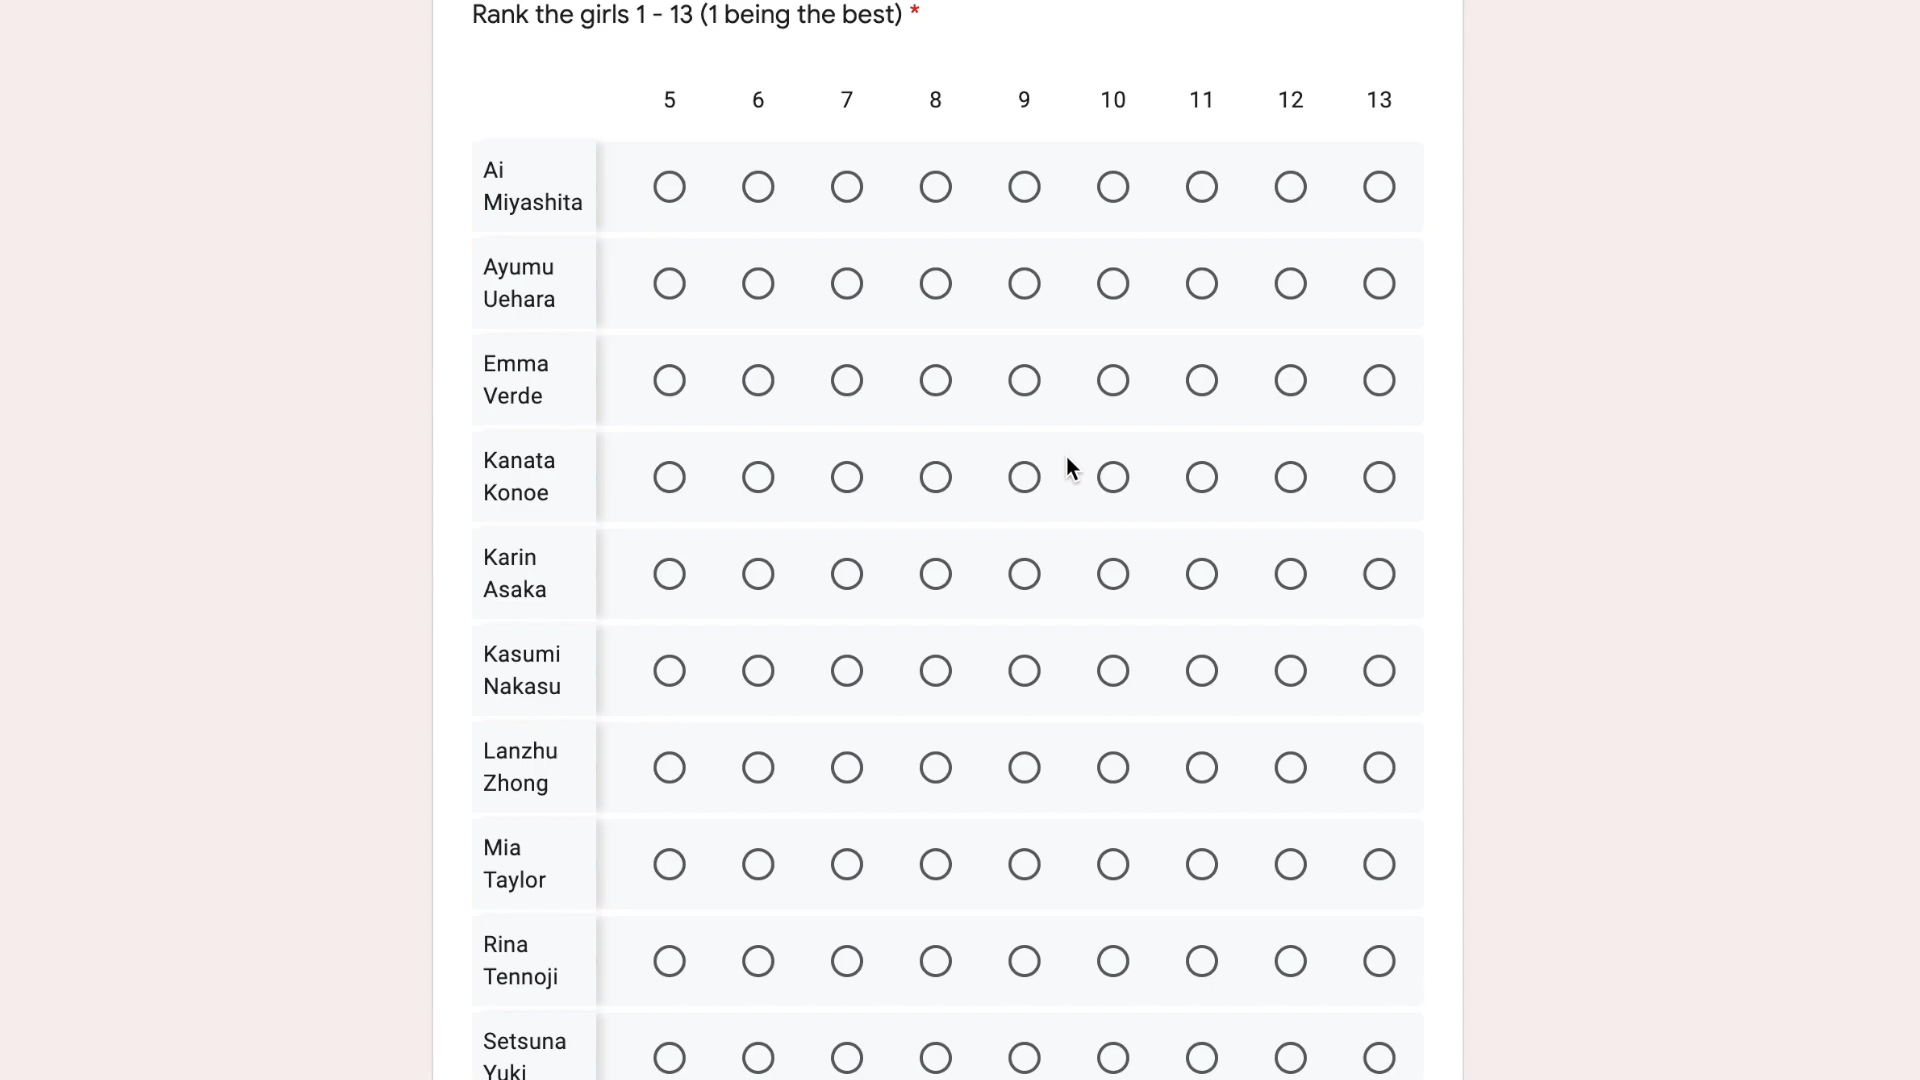 Rank the girls 1 - 13 (1 being the best) *
5 6 7 8 9 10 11 12 13
Ai
Miyashita
Ayumu
Uehara
Emma
Verde
Kanata
Konoe
Karin
Asaka
Kasumi
Nakasu
Lanzhu
Zhong
Mia
Taylor
Rina
Tennoji
Setsuna
Yuki